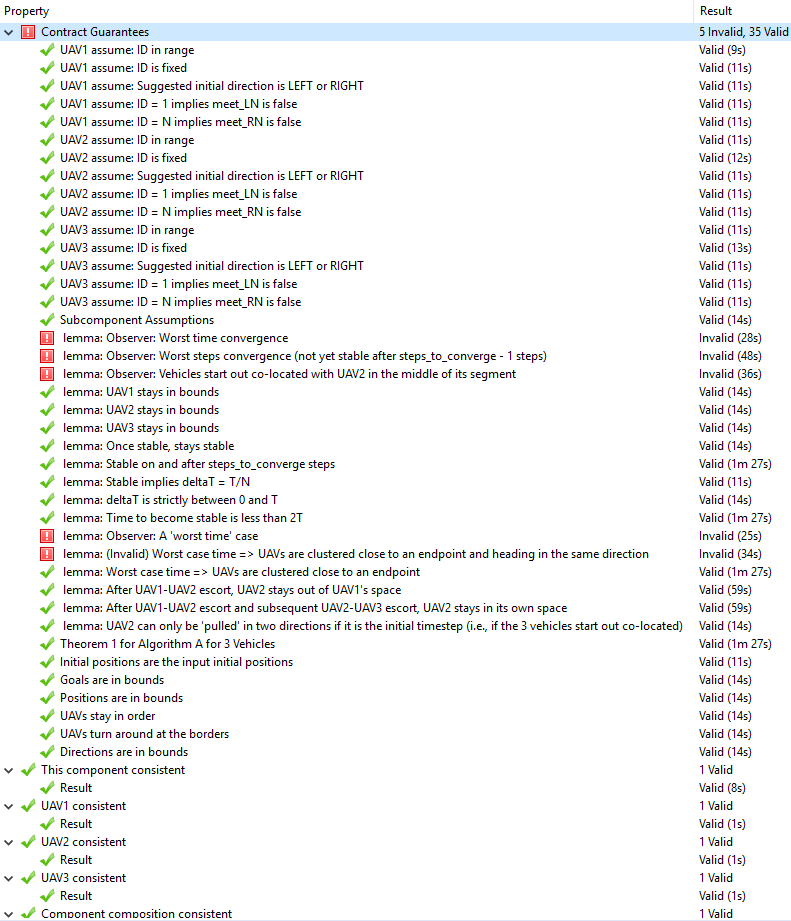 Property Result
Contract Guarantees 5 Invalid, 35 Valid
UAV1 assume: ID in range Valid (9s)
UAV1 assume: ID is fixed Valid (11s)
UAV1 assume: Suggested initial direction is LEFT or RIGHT Valid (11s)
UAV1 assume: ID = 1 implies meet_LN is false Valid (11s)
UAV1 assume: ID = N implies meet_RN is false Valid (11s)
UAV2 assume: ID in range Valid (11s)
UAV2 assume: ID is fixed Valid (12s)
UAV2 assume: Suggested initial direction is LEFT or RIGHT Valid (11s)
UAV2 assume: ID = 1 implies meet_LN is false Valid (11s)
UAV2 assume: ID = N implies meet_RN is false Valid (11s)
UAV3 assume: ID in range Valid (11s)
UAV3 assume: ID is fixed Valid (13s)
UAV3 assume: Suggested initial direction is LEFT or RIGHT Valid (11s)
UAV3 assume: ID = 1 implies meet_LN is false Valid (11s)
UAV3 assume: ID = N implies meet_RN is false Valid (11s)
Subcomponent Assumptions Valid (14s)
lemma: Observer: Worst time convergence Invalid (28s)
lemma: Observer: Worst steps convergence (not yet stable after steps_to_converge - 1 steps) Invalid (48s)
lemma: Observer: Vehicles start out co-located with UAV2 in the middle of its segment Invalid (36s)
lemma: UAV1 stays in bounds Valid (14s)
lemma: UAV2 stays in bounds Valid (14s)
lemma: UAV3 stays in bounds Valid (14s)
lemma: Once stable, stays stable Valid (14s)
lemma: Stable on and after steps_to_converge steps Valid (1m 27s)
lemma: Stable implies deltaT = T/N Valid (11s)
lemma: deltaT is strictly between 0 and T Valid (14s)
lemma: Time to become stable is less than 2T Valid (1m 27s)
lemma: Observer: A 'worst time' case Invalid (25s)
lemma: (Invalid) Worst case time => UAVs are clustered close to an endpoint and heading in the same direction Invalid (34s)
lemma: Worst case time => UAVs are clustered close to an endpoint Valid (1m 27s)
lemma: After UAV1-UAV2 escort, UAV2 stays out of UAV1's space Valid (59s)
lemma: After UAV1-UAV2 escort and subsequent UAV2-UAV3 escort, UAV2 stays in its own space Valid (59s)
lemma: UAV2 can only be 'pulled' in two directions if it is the initial timestep (i.e., if the 3 vehicles start out co-located) Valid (14s)
Theorem 1 for Algorithm A for 3 Vehicles Valid (1m 27s)
Initial positions are the input initial positions Valid (11s)
Goals are in bounds Valid (14s)
Positions are in bounds Valid (14s)
UAVs stay in order Valid (14s)
UAVs turn around at the borders Valid (14s)
Directions are in bounds Valid (14s)
This component consistent 1 Valid
Result Valid (8s)
UAV1 consistent 1 Valid
Result Valid (1s)
UAV2 consistent 1 Valid
Result Valid (1s)
UAV3 consistent 1 Valid
Result Valid (1s)
Component composition consistent 1 Valid